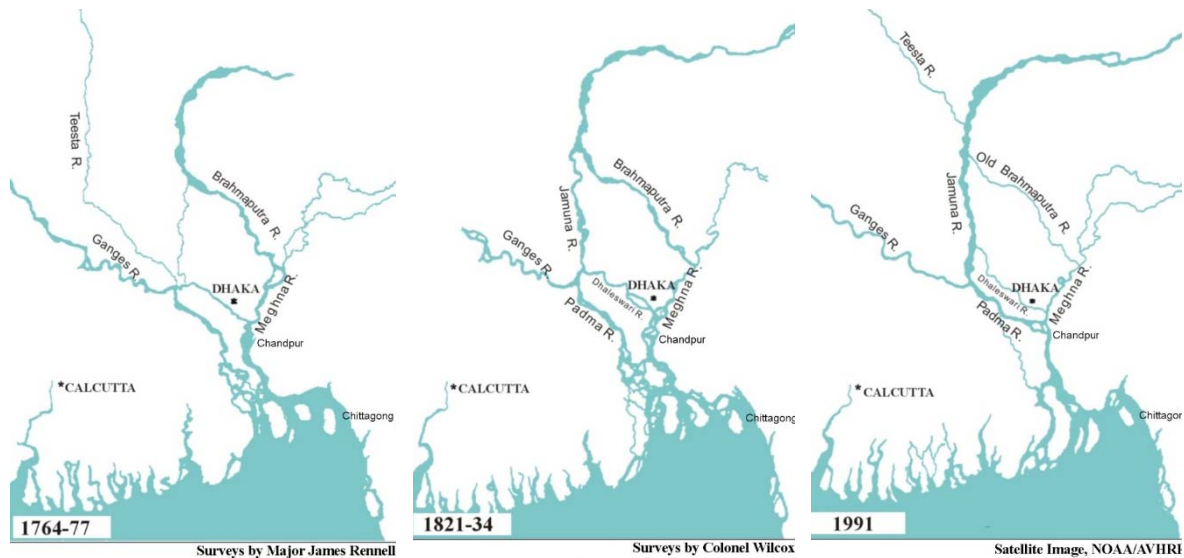 Teesta R.
Brahmaputra R.
Ganges R.
DHAKA
Meghna R.
Chandpur
*CALCUTTA
Chittagong
1764-77
Surveys by Major James Rennell
Brahmaputra R.
Jamuna R.
Ganges R.
DHAKA
Dhaleswari R.
Meghna R.
Padma R.
Chandpur
*CALCUTTA
Chittagong
1821-34
Surveys by Colonel Wilcox
Teesta R.
Old Brahmaputra R.
Jamuna R.
Ganges R.
DHAKA
Dhaleswari R.
Meghna R.
Padma R.
Chandpur
*CALCUTTA
Chittagon
1991
Satellite Image, NOAA/AVHRR